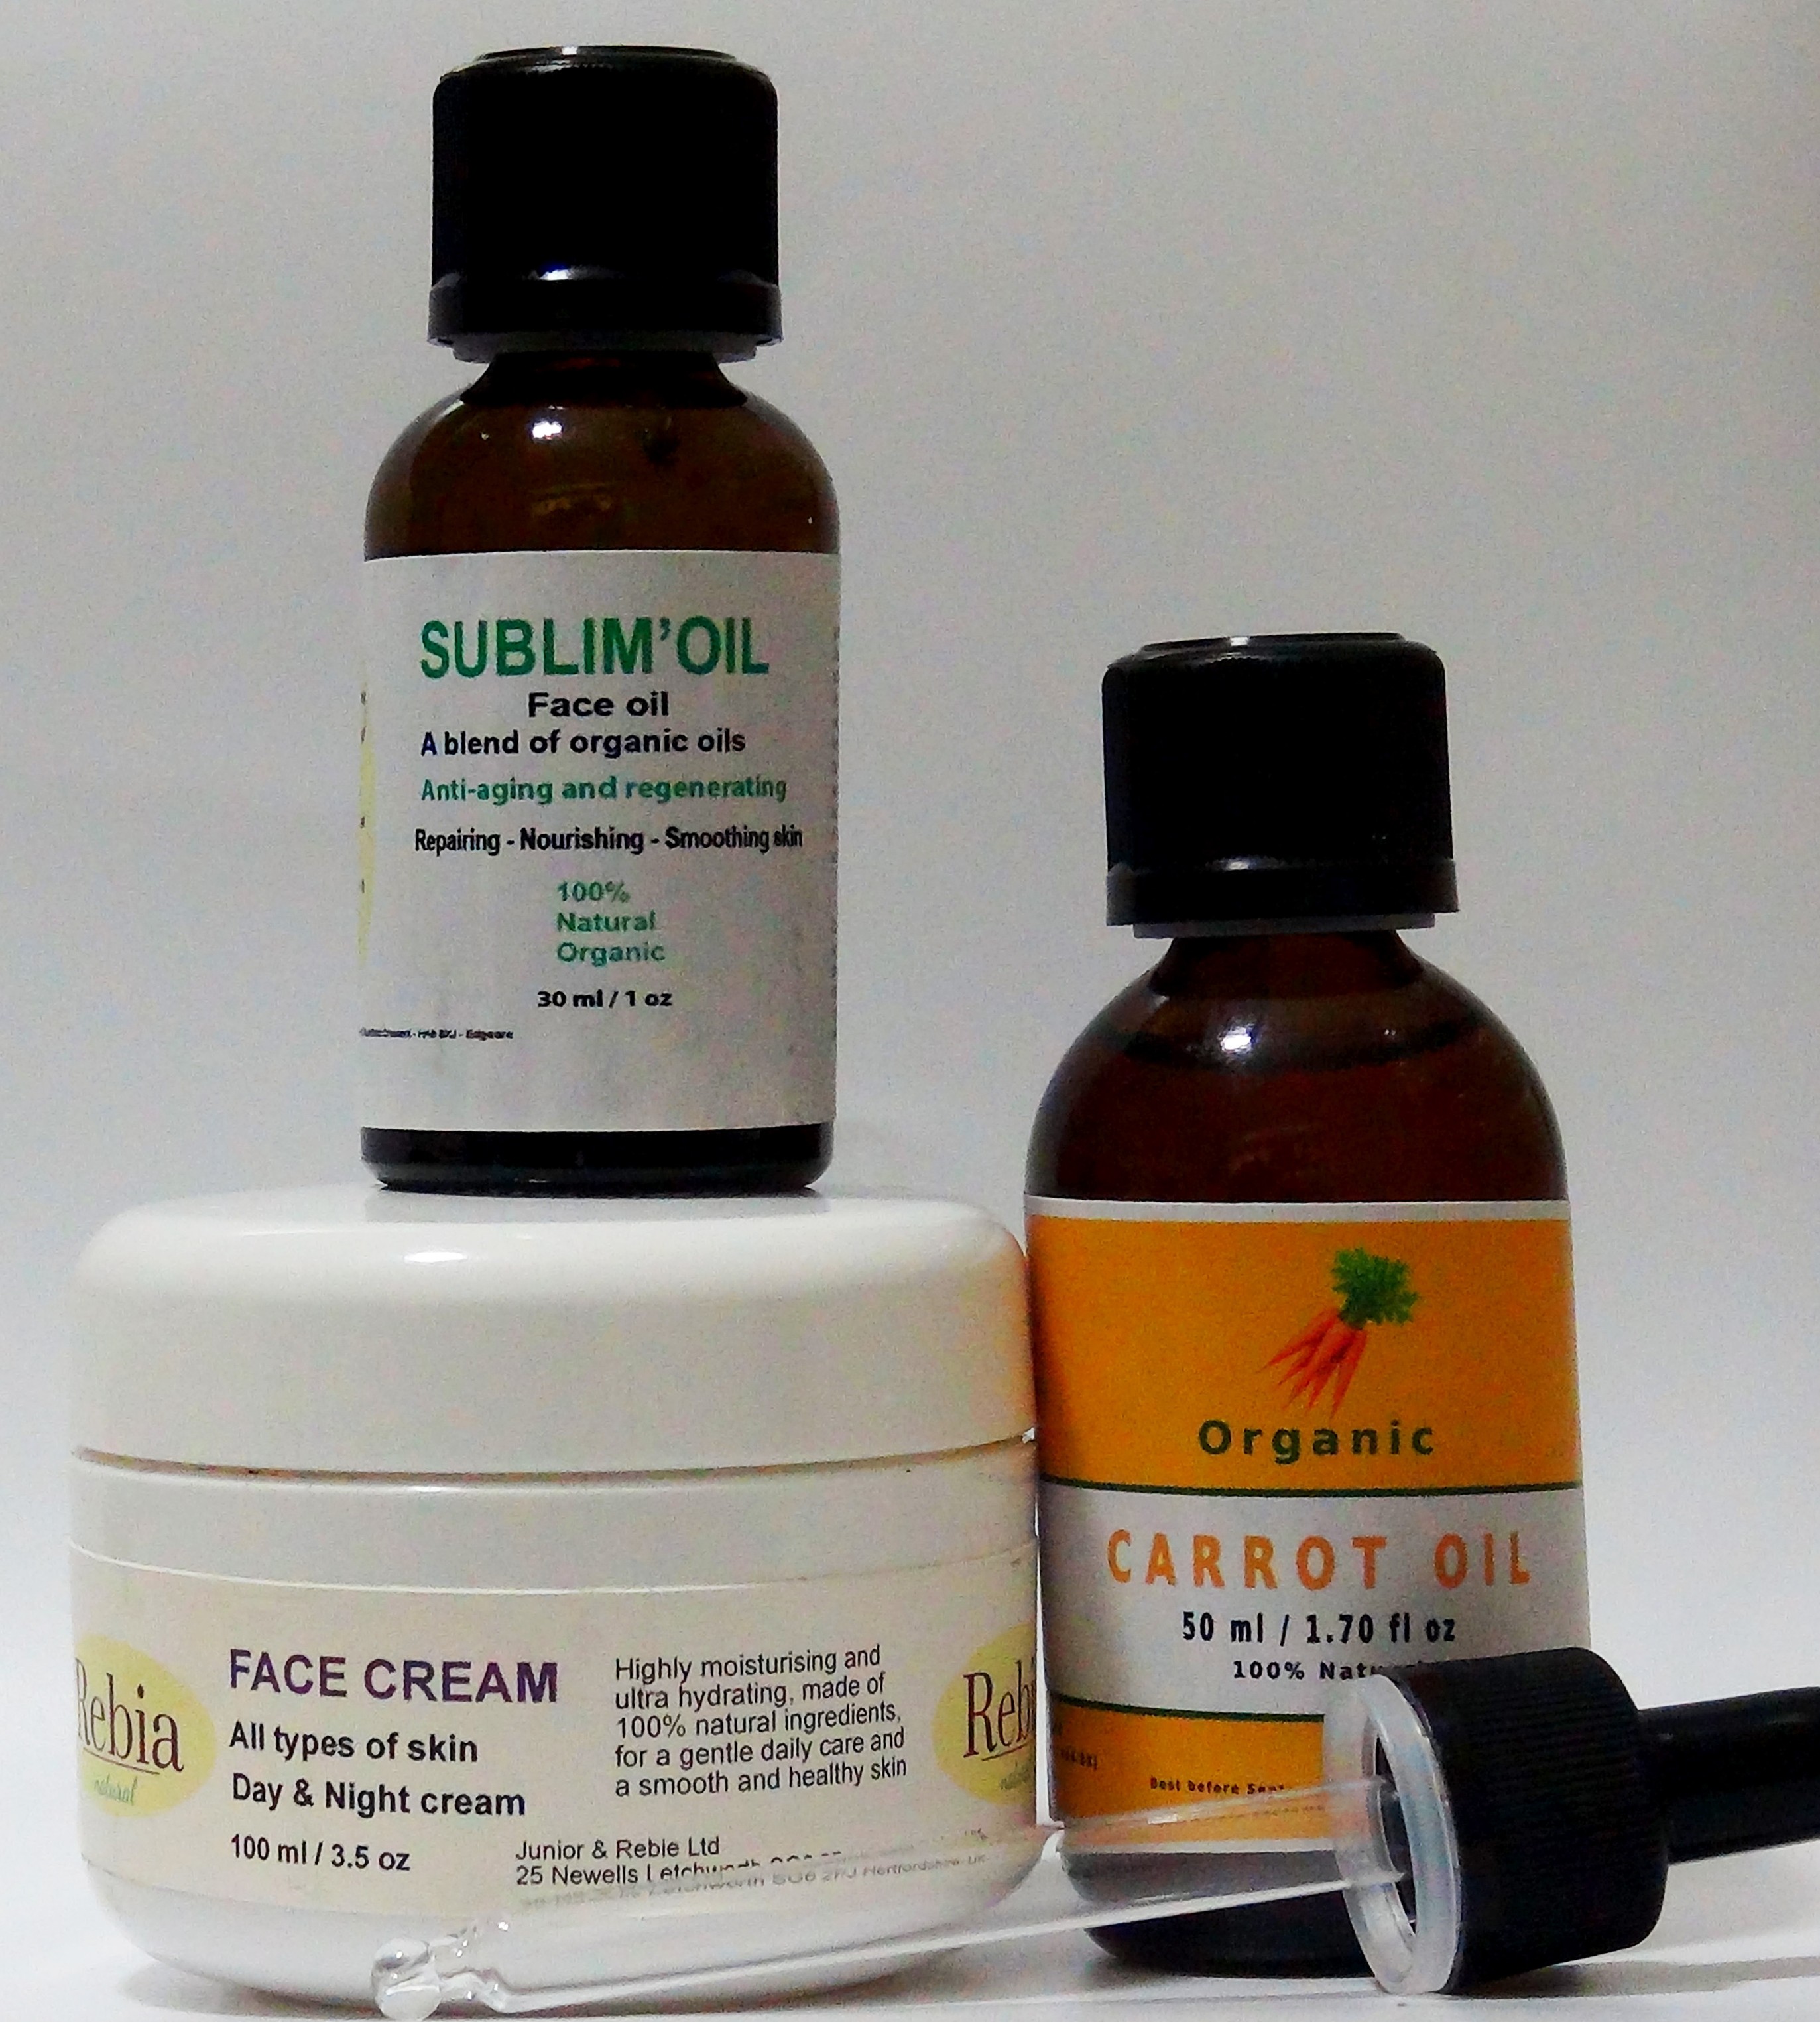 SUBLIM'OIL
Face oil
A blend of organic oils
Anti-aging and regenerating
Repairing - Nourishing - Smoothing skin
100%
Natural
Organic
30 ml / 1 oz
Organic
CARROT OIL
50 ml / 1.70 fl oz
100%
Best before
Rebia
natural
FACE CREAM
All types of skin
Day & Night cream
100 ml / 3.5 oz
Highly moisturising and
ultra hydrating, made of
100% natural ingredients,
for a gentle daily care and
a smooth and healthy skin
Junior & Rebie Ltd
25 Newells Letchworth